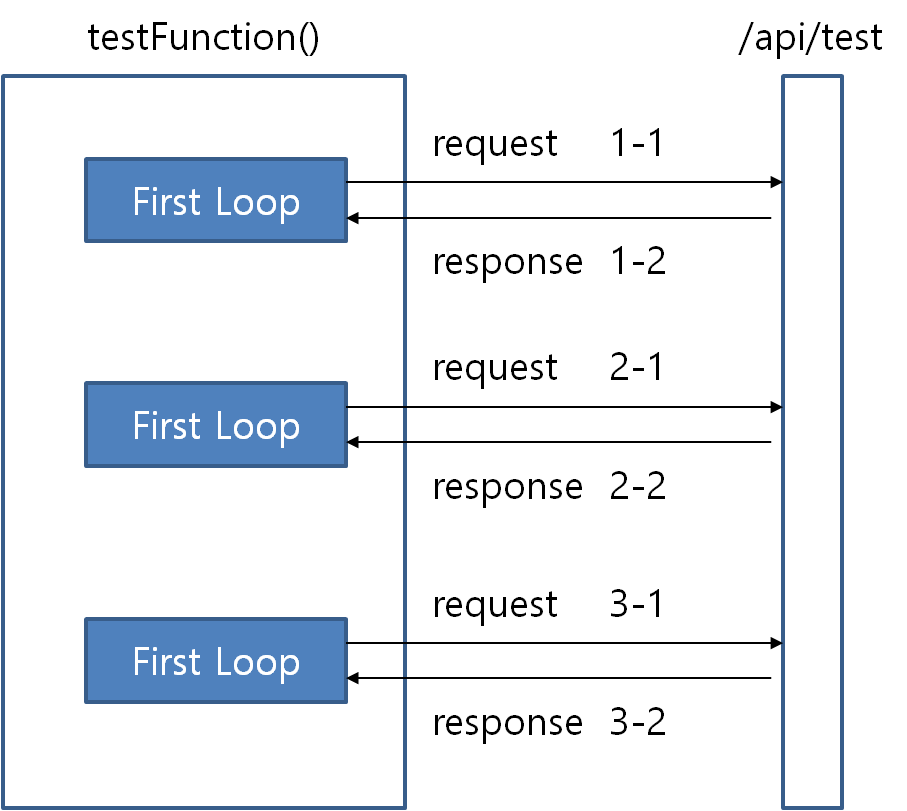 testFunction() /api/test
request 1-1
First Loop
response 1-2
request 2-1
First Loop
response 2-2
request 3-1
First Loop
response 3-2